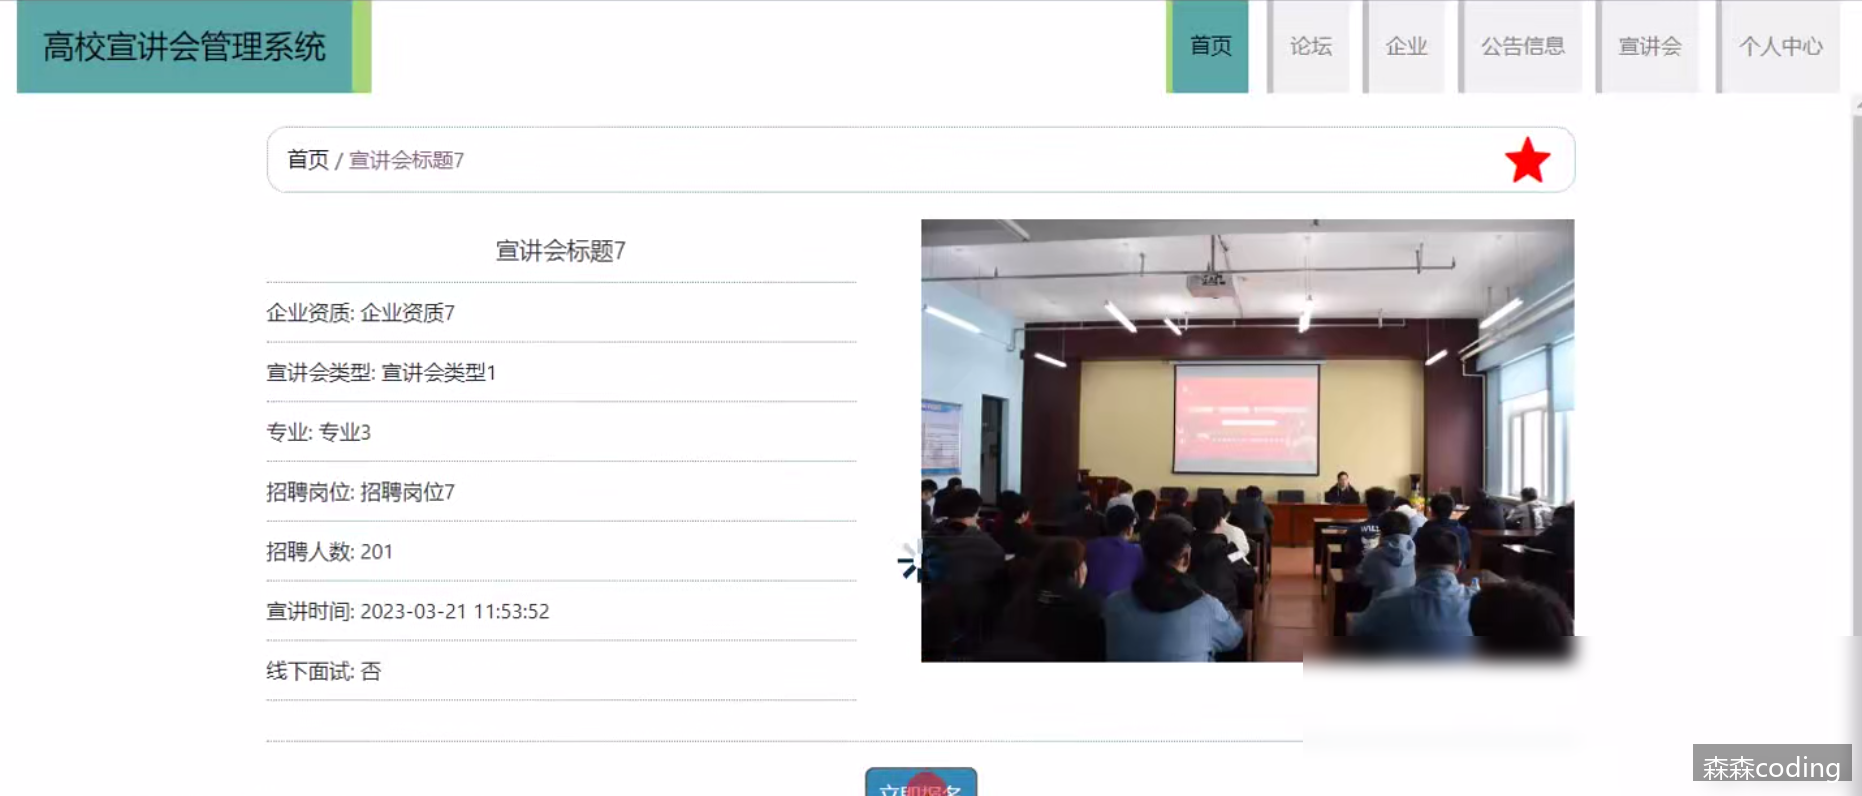 高校宣讲会管理系统
首页 论坛 企业 公告信息 宣讲会 个人中心
首页 / 宣讲会标题7
宣讲会标题7
企业资质: 企业资质7
宣讲会类型: 宣讲会类型1
专业: 专业3
招聘岗位: 招聘岗位7
招聘人数: 201
宣讲时间: 2023-03-21 11:53:52
线下面试: 否
立即报名
森森coding